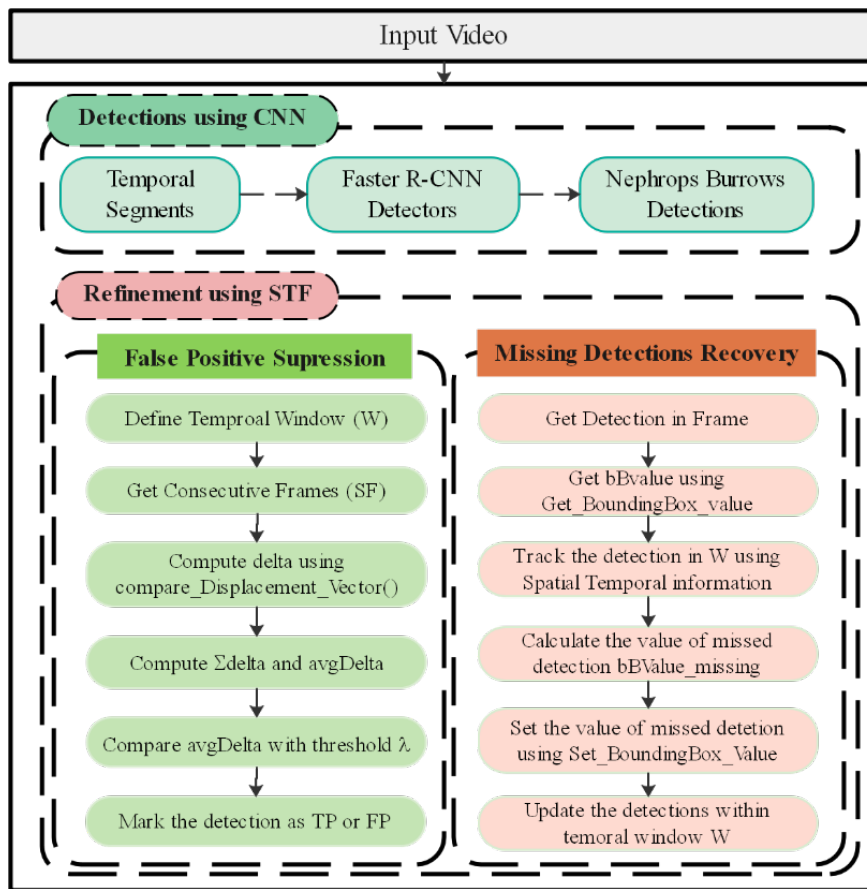 Input Video
Detections using CNN
Temporal
Segments
Faster R-CNN
Detectors
Nephrops Burrows
Detections
Refinement using STF
False Positive Supression
Define Temproal Window (W)
Get Consecutive Frames (SF)
Compute delta using
compare_Displacement_Vector()
Compute Σdelta and avgDelta
Compare avgDelta with threshold λ
Mark the detection as TP or FP
Missing Detections Recovery
Get Detection in Frame
Get bBvalue using
Get_BoundingBox_value
Track the detection in W using
Spatial Temporal information
Calculate the value of missed
detection bBValue_missing
Set the value of missed detetion
using Set_BoundingBox_Value
Update the detections within
temoral window W